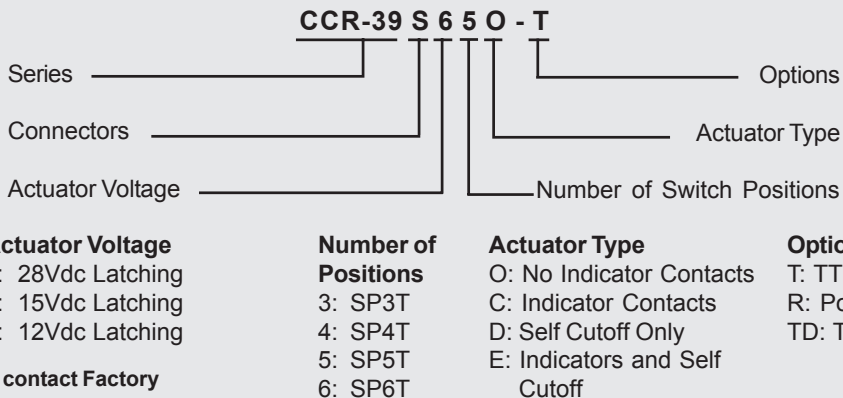 CCR-39 S 6 5 O - T
Series
Options
Connectors
Actuator Type
Actuator Voltage
Number of Switch Positions
ctuator Voltage
: 28Vdc Latching
: 15Vdc Latching
: 12Vdc Latching
contact Factory
Number of
Positions
3: SP3T
4: SP4T
5: SP5T
6: SP6T
Actuator Type
O: No Indicator Contacts
C: Indicator Contacts
D: Self Cutoff Only
E: Indicators and Self
Cutoff
Optio
T: TT
R: Po
TD: T